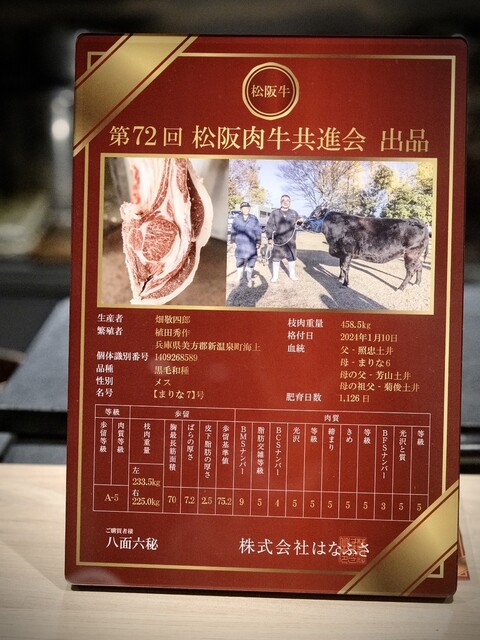 松阪牛
第72回 松阪肉牛共進会 出品
生産者 畑敬四郎
繁殖者 植田秀作
兵庫県美方郡新温泉町海上
個体識別番号 1409268589
品種 黒毛和種
性別 メス
名号 【まりな7】号
枝肉重量 458.5kg
格付日 2024年1月10日
血統 父 - 照忠土井
母 - まりな6
母の父 - 芳山土井
母の祖父 - 菊俊土井
肥育日数 1,126日
等級 歩留 肉質
歩留等級 肉質等級 枝肉重量 胸最長筋面積 ばらの厚さ 皮下脂肪の厚さ 歩留基準値 BMSナンバー 脂肪交雑等級 BCSナンバー 光沢 等級 締まり きめ 等級 BFSナンバー 光沢と質 等級
左
233.5kg
右
A-5 225.0kg 70 7.2 2.5 75.2 9 5 4 5 5 5 5 5 3 5 5
ご購買者様
八面六秘 株式会社はなふさ